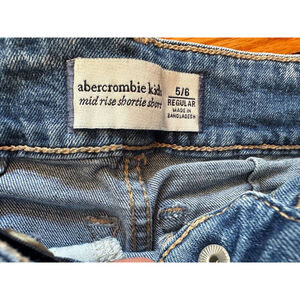 abercrombie kids
mid rise shortie short
5/6
REGULAR
MADE IN
BANGLADESH